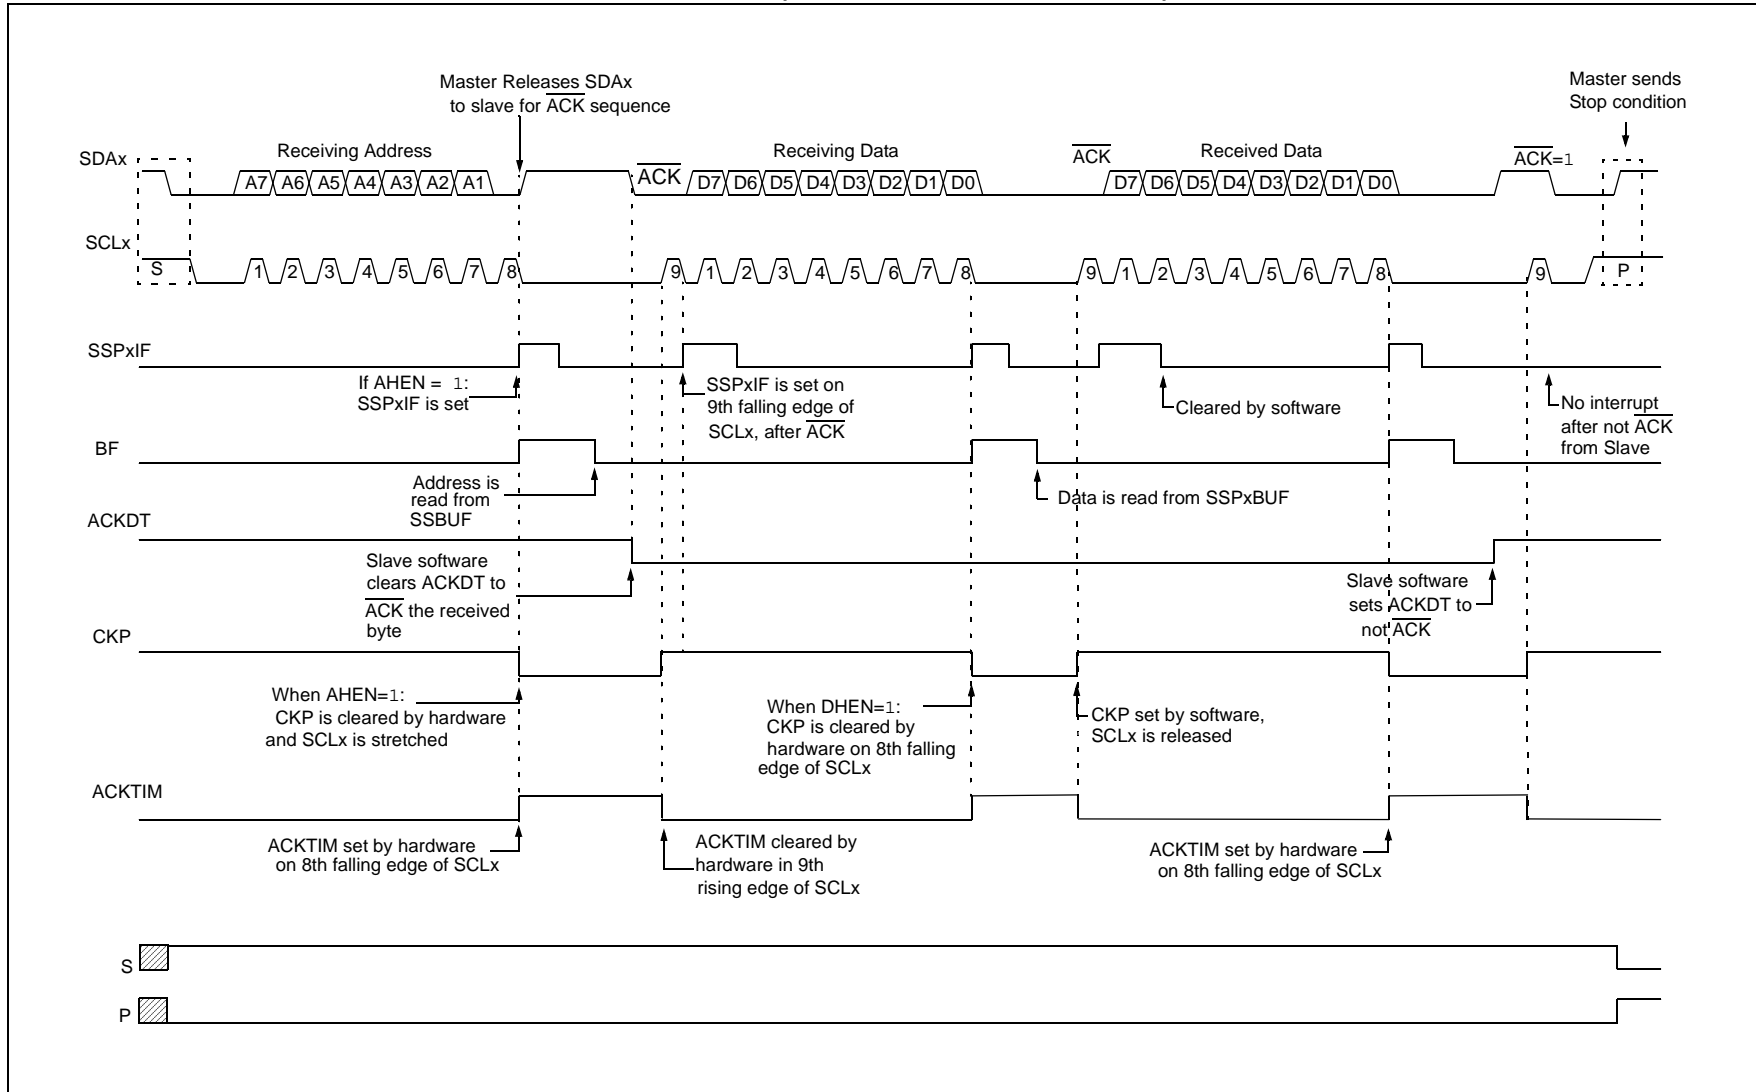 Master Releases SDAx
to slave for ACK sequence
Master sends
Stop condition
SDAx
Receiving Address
ACK
Receiving Data
ACK
Received Data
ACK=1
A7 A6 A5 A4 A3 A2 A1
D7 D6 D5 D4 D3 D2 D1 D0
D7 D6 D5 D4 D3 D2 D1 D0
SCLx
S
1 2 3 4 5 6 7 8
9 1 2 3 4 5 6 7 8
9 1 2 3 4 5 6 7 8
9
P
SSPxIF
If AHEN = 1:
SSPxIF is set
SSPxIF is set on
9th falling edge of
SCLx, after ACK
Cleared by software
No interrupt
after not ACK
from Slave
BF
Address is
read from
SSBUF
Data is read from SSPxBUF
ACKDT
Slave software
clears ACKDT to
ACK the received
byte
Slave software
sets ACKDT to
not ACK
CKP
When AHEN=1:
CKP is cleared by hardware
and SCLx is stretched
When DHEN=1:
CKP is cleared by
hardware on 8th falling
edge of SCLx
CKP set by software,
SCLx is released
ACKTIM
ACKTIM set by hardware
on 8th falling edge of SCLx
ACKTIM cleared by
hardware in 9th
rising edge of SCLx
ACKTIM set by hardware
on 8th falling edge of SCLx
S
P